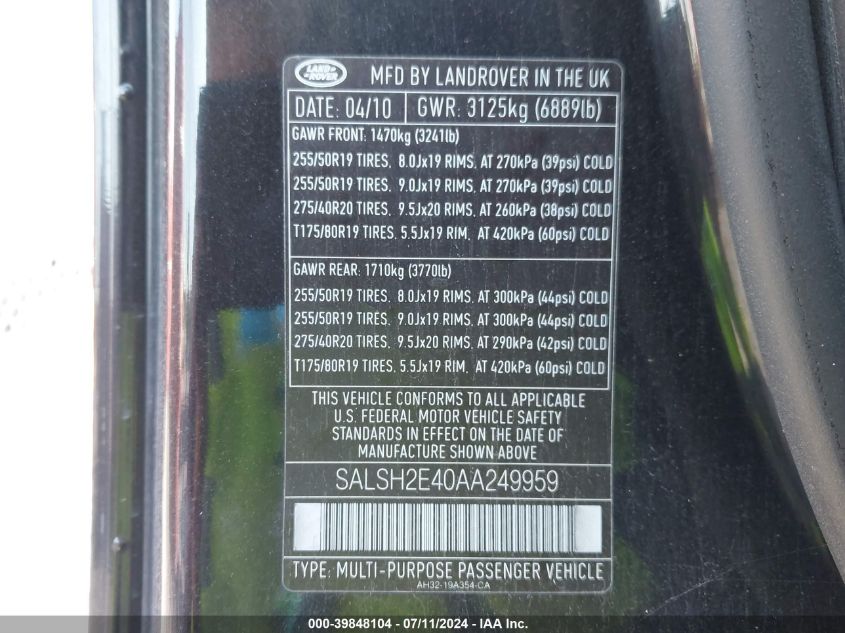 LAND ROVER
MFD BY LANDROVER IN THE UK
DATE: 04/10 GWR: 3125kg (6889lb)
GAWR FRONT: 1470kg (3241lb)
255/50R19 TIRES, 8.0Jx19 RIMS, AT 270kPa (39psi) COLD
255/50R19 TIRES, 9.0Jx19 RIMS, AT 270kPa (39psi) COLD
275/40R20 TIRES, 9.5Jx20 RIMS, AT 260kPa (38psi) COLD
T175/80R19 TIRES, 5.5Jx19 RIM, AT 420kPa (60psi) COLD
GAWR REAR: 1710kg (3770lb)
255/50R19 TIRES, 8.0Jx19 RIMS, AT 300kPa (44psi) COLD
255/50R19 TIRES, 9.0Jx19 RIMS, AT 300kPa (44psi) COLD
275/40R20 TIRES, 9.5Jx20 RIMS, AT 290kPa (42psi) COLD
T175/80R19 TIRES, 5.5Jx19 RIM, AT 420kPa (60psi) COLD
THIS VEHICLE CONFORMS TO ALL APPLICABLE
U.S. FEDERAL MOTOR VEHICLE SAFETY
STANDARDS IN EFFECT ON THE DATE OF
MANUFACTURE SHOWN ABOVE
SALSH2E40AA249959
TYPE: MULTI-PURPOSE PASSENGER VEHICLE
AH32-19A354-CA
000-39848104 - 07/11/2024 - IAA Inc.